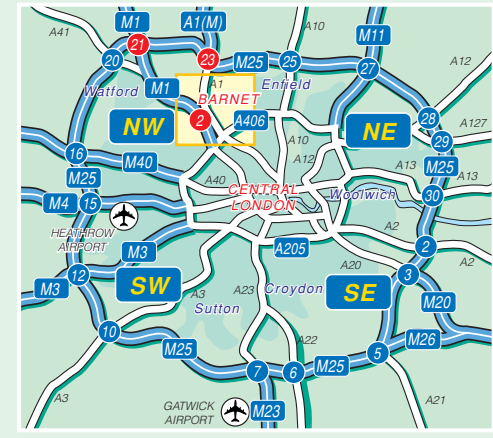 M1
A1(M)
A10
M11
A41
21
23
20
M25
25
27
A12
Watford
M1
A1
Enfield
BARNET
2
A406
28
A127
NW
NE
29
16
A10
M25
M40
A12
A13
A13
M25
A40
CENTRAL
LONDON
Woolwich
30
M4
15
HEATHROW
AIRPORT
A2
M3
A205
2
A2
12
A20
3
M3
SW
A3
A23
Croydon
SE
M20
Sutton
10
A22
M26
M25
M25
5
7
6
A3
GATWICK
AIRPORT
M23
A21